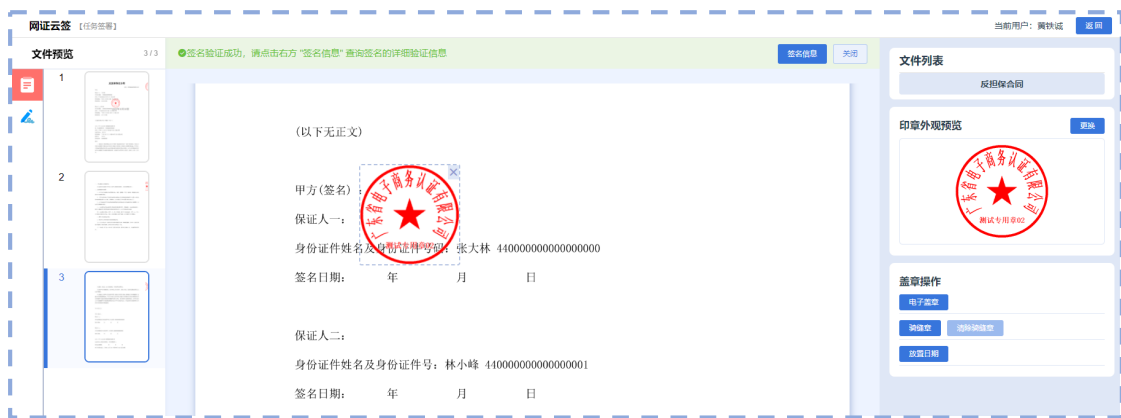 网证云签 【任务签署】
当前用户：黄铁诚 返回
文件预览 3/3
1
2
3
签名验证成功，请点击右方 "签名信息" 查询签名的详细验证信息
签名信息 关闭
(以下无正文)
甲方(签名)：
保证人一：
身份证件姓名及身份证件号码：张大林 440000000000000000
签名日期： 年 月 日
广东省电子商务认证有限公司
测试专用章02
保证人二：
身份证件姓名及身份证件号：林小峰 440000000000000001
签名日期： 年 月 日
文件列表
反担保合同
印章外观预览 更换
广东省电子商务认证有限公司
测试专用章02
盖章操作
电子盖章
骑缝章 清除骑缝章
放置日期